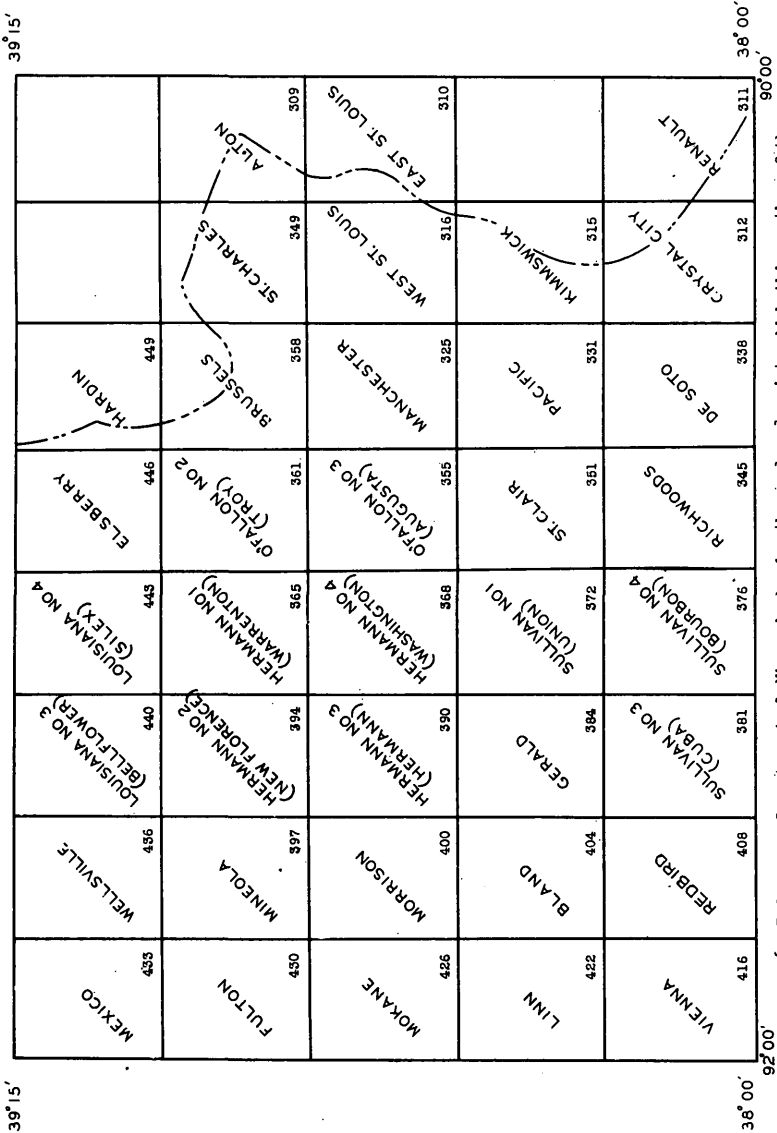 39°15′
39°15′
MEXICO
433
WELLSVILLE
436
LOUISIANA NO 3
(BELLFLOWER)
440
LOUISIANA NO 4
(SILEX)
443
ELSBERRY
446
HARDIN
449
FULTON
430
MINEOLA
397
HERMANN NO 2
(NEW FLORENCE)
394
HERMANN NO 1
(WARRENTON)
365
O'FALLON NO 2
(TROY)
361
BRUSSELS
358
ST. CHARLES
349
ALTON
309
MOKANE
426
MORRISON
400
HERMANN NO 3
(HERMANN)
390
HERMANN NO 4
(WASHINGTON)
368
O'FALLON NO 3
(AUGUSTA)
355
MANCHESTER
325
WEST ST. LOUIS
316
EAST ST. LOUIS
310
LINN
422
BLAND
404
GERALD
384
SULLIVAN NO 1
(UNION)
372
ST. CLAIR
351
PACIFIC
331
KIMMSWICK
315
VIENNA
416
REDBIRD
408
SULLIVAN NO 3
(CUBA)
381
SULLIVAN NO 4
(BOURBON)
376
RICHWOODS
345
DE SOTO
338
CRYSTAL CITY
312
RENAULT
311
38°00′
38°00′
92°00′
90°00′